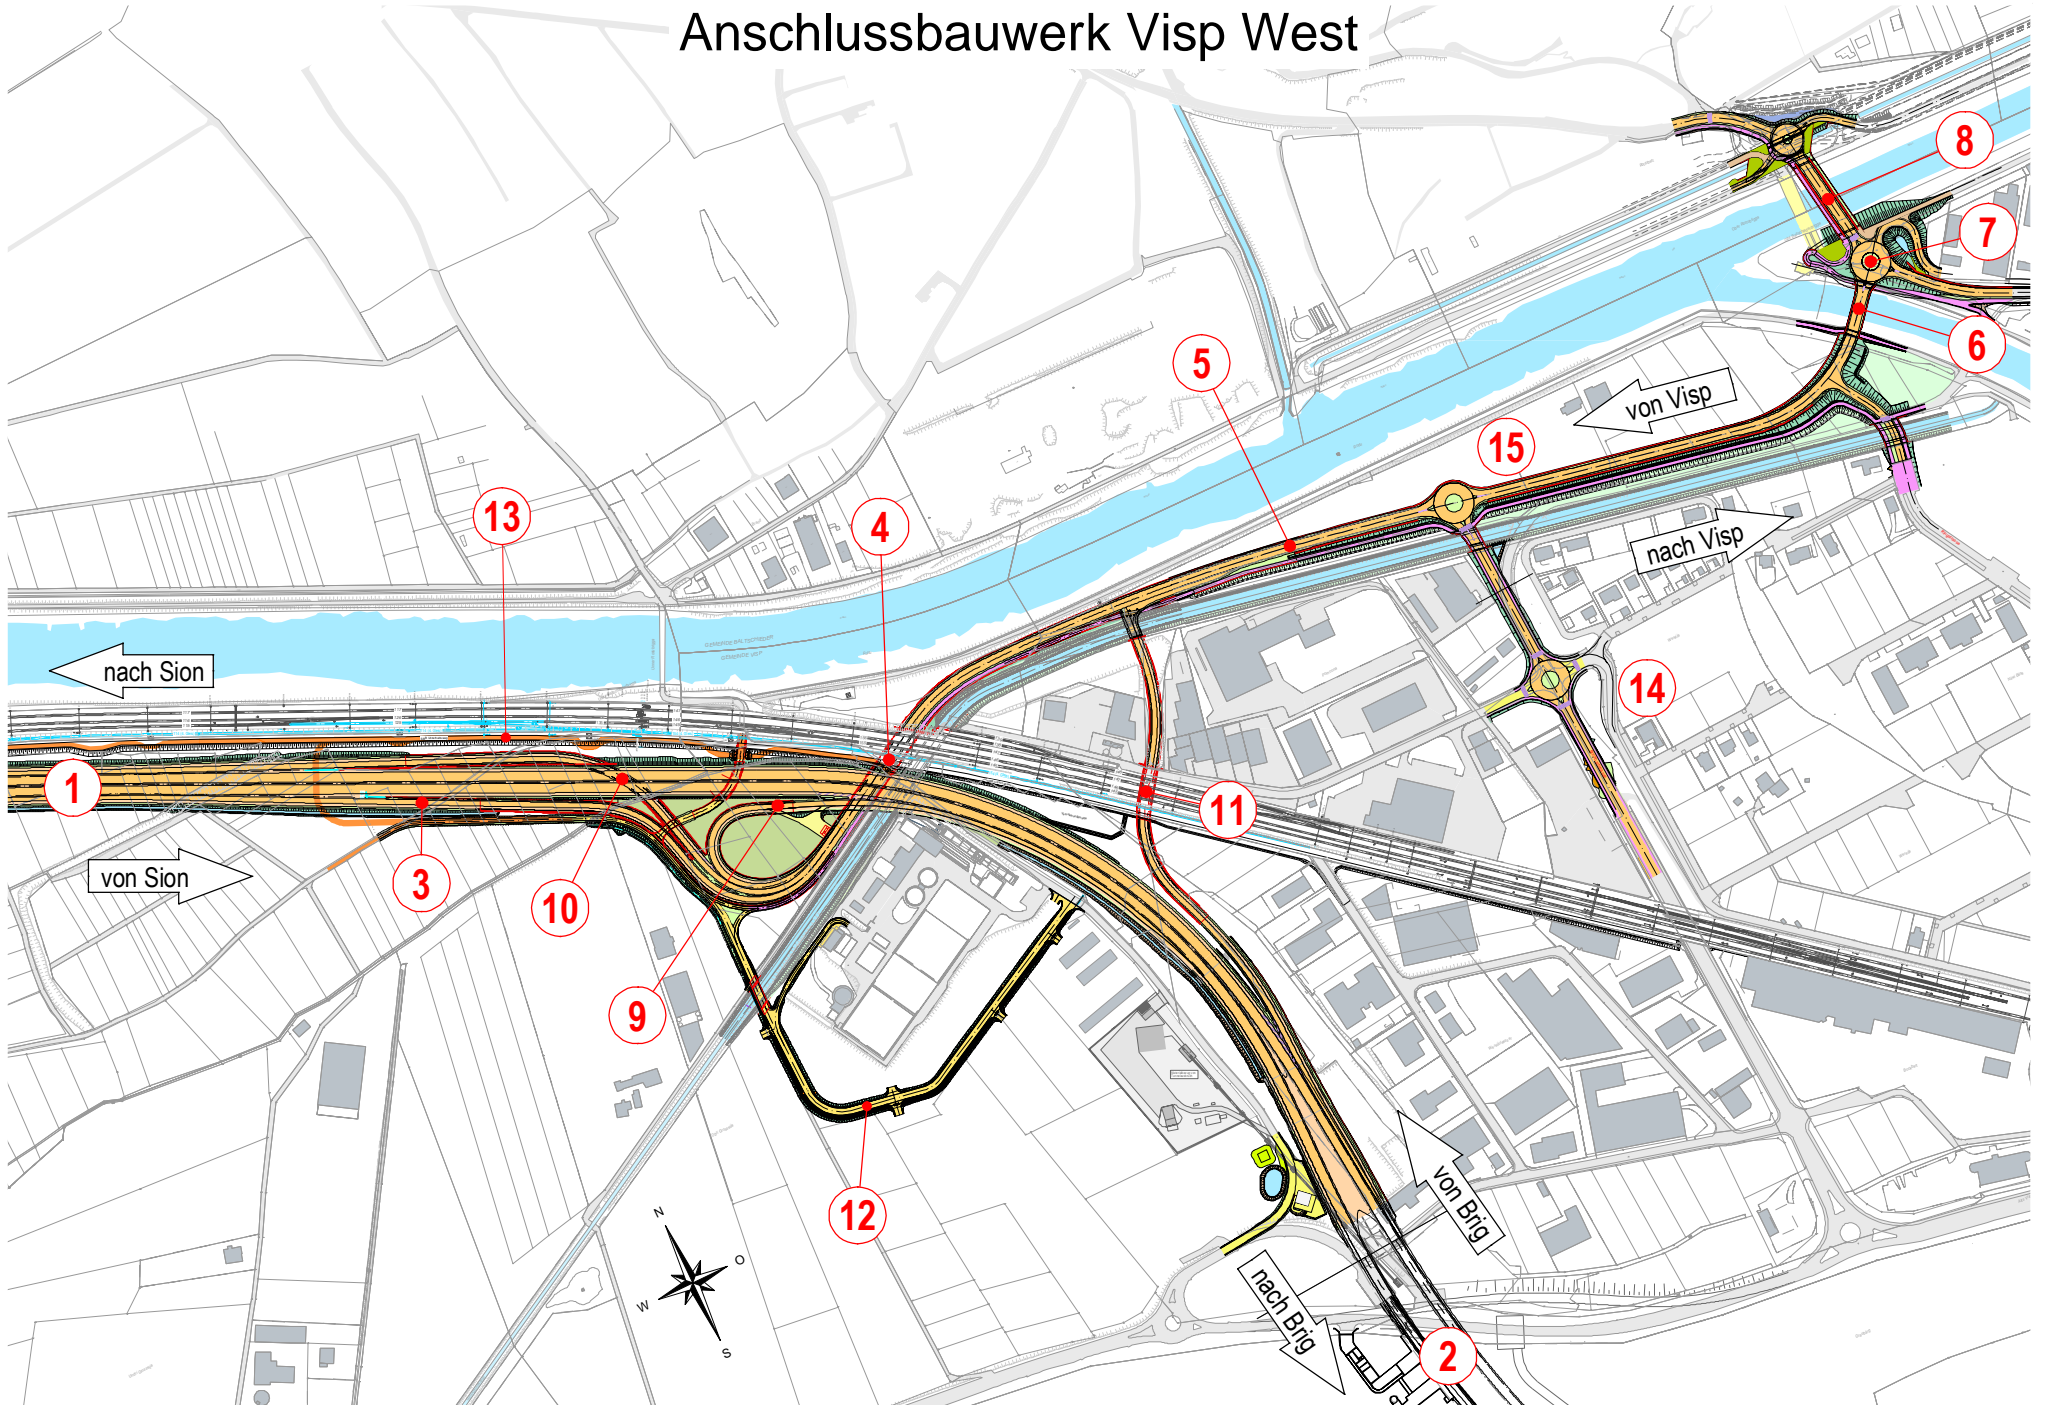 Anschlussbauwerk Visp West
8
7
6
5
von Visp
15
13
4
nach Visp
nach Sion
14
1
11
von Sion
3
10
9
12
von Brig
N
O
W
S
nach Brig
2